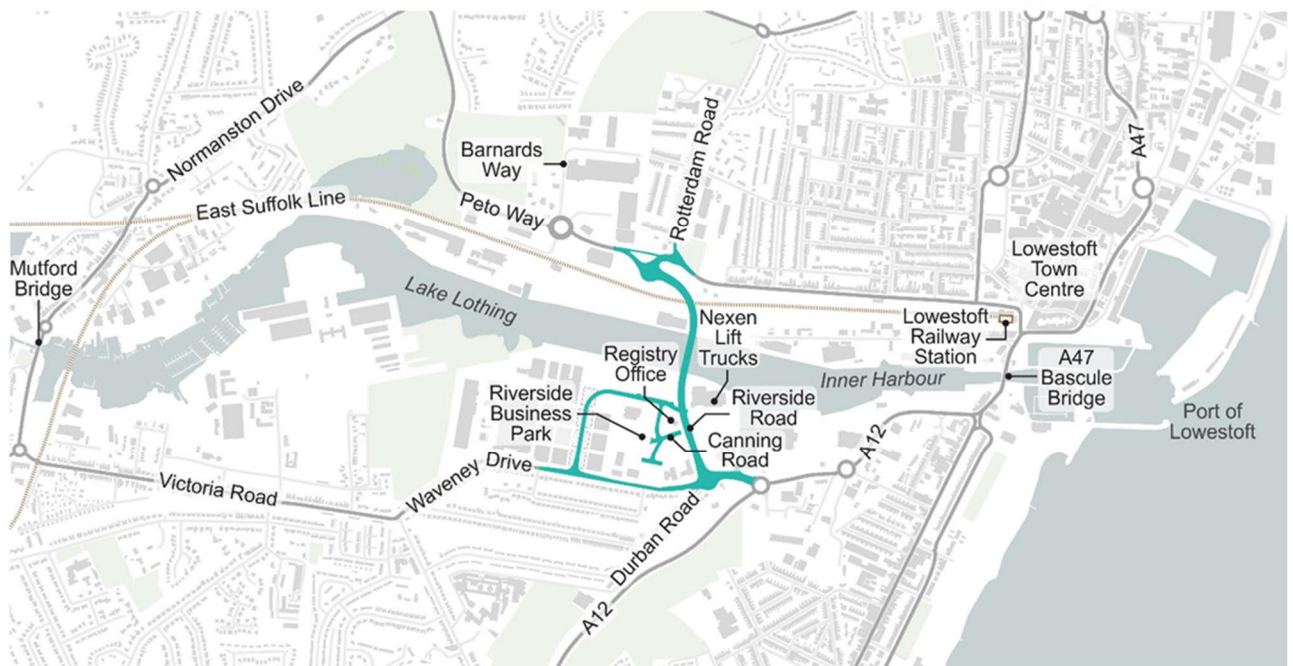 Normanston Drive
Rotterdam Road
A47
Barnards
Way
East Suffolk Line
Peto Way
Mutford
Bridge
Lowestoft
Town
Centre
Lake Lothing
Nexen
Lift
Trucks
Lowestoft
Railway
Station
Registry
Office
A47
Bascule
Bridge
Inner Harbour
Riverside
Business
Park
Riverside
Road
Port of
Lowestoft
Canning
Road
A12
Victoria Road
Waveney Drive
Durban Road
A12